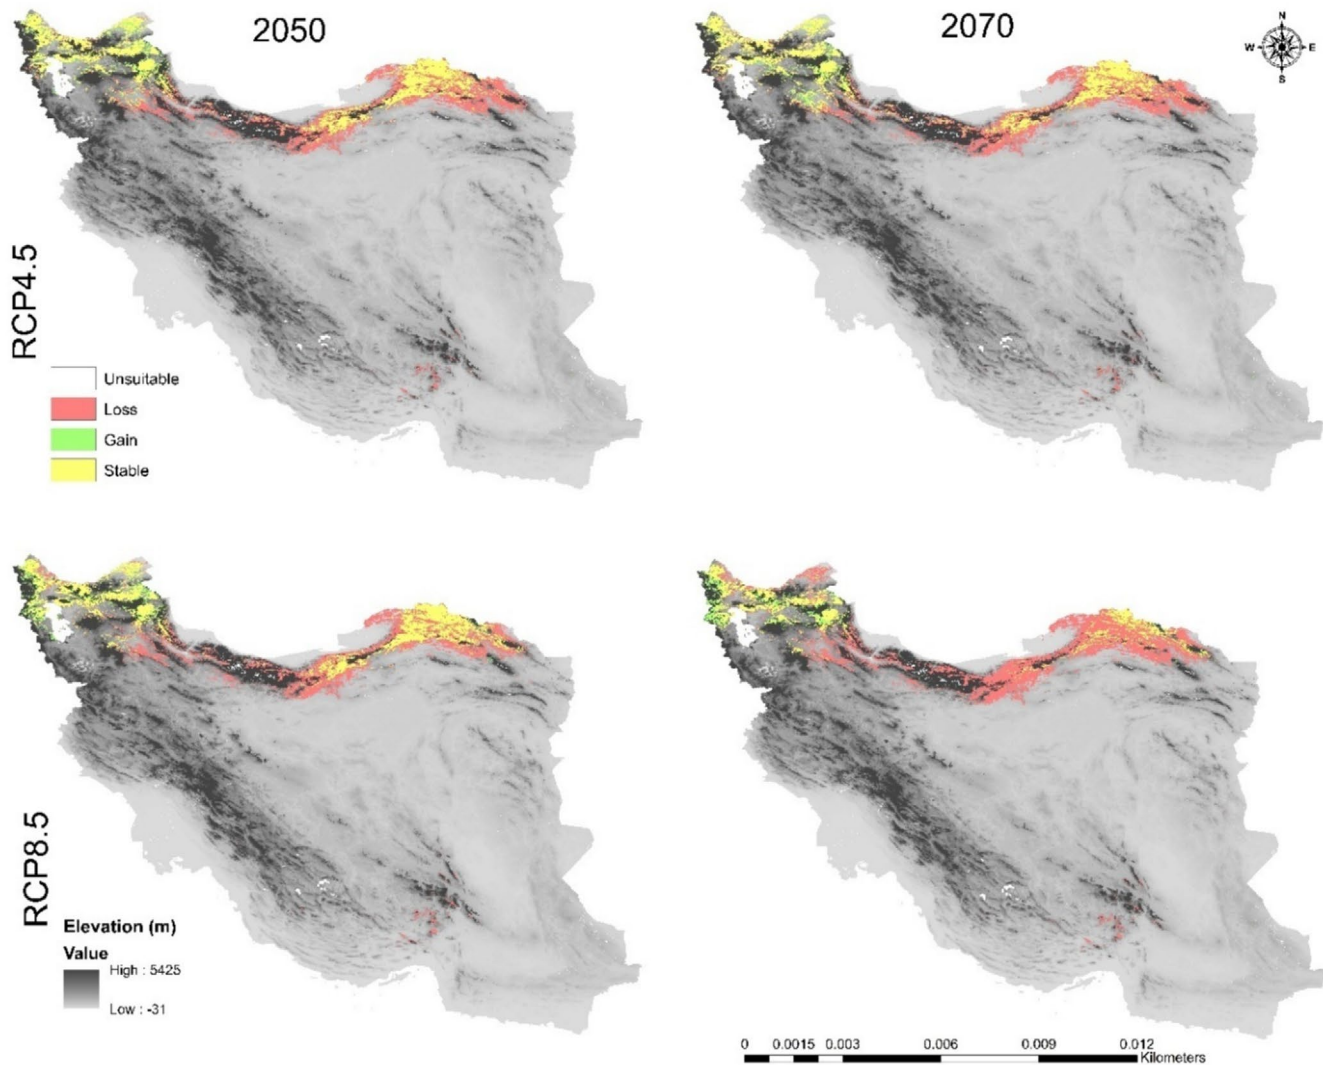 2050
2070
N
W
E
S
RCP4.5
Unsuitable
Loss
Gain
Stable
RCP8.5
Elevation (m)
Value
High : 5425
Low : -31
0 0.0015 0.003 0.006 0.009 0.012
Kilometers